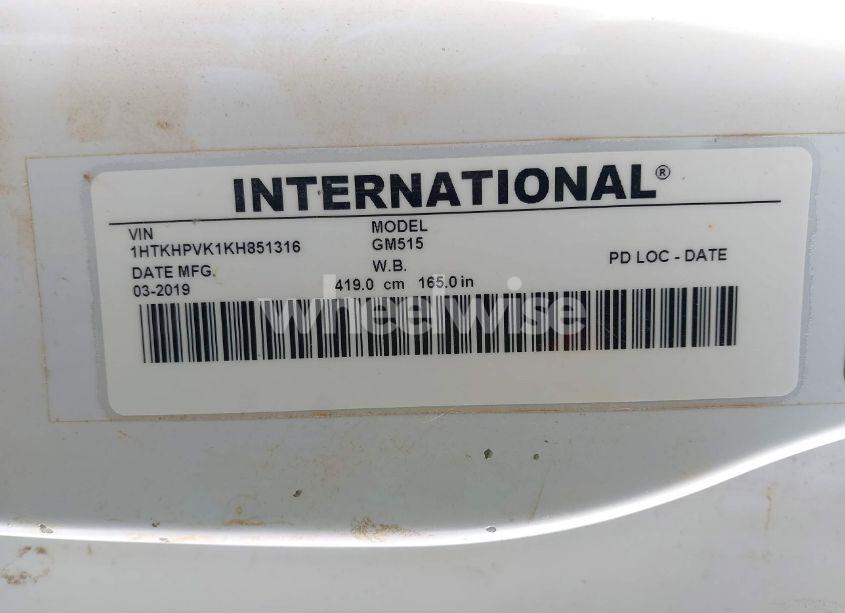 INTERNATIONAL®
VIN
1HTKHPVK1KH851316
MODEL
GM515
DATE MFG.
03-2019
W.B.
419.0 cm 165.0 in
PD LOC - DATE
wheelwise